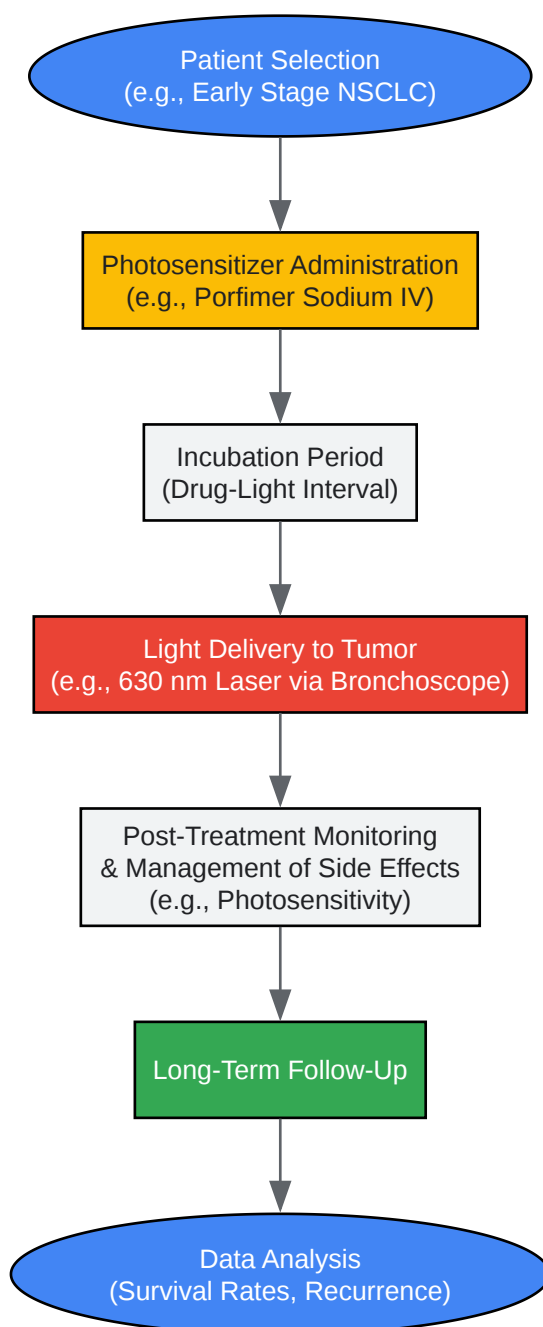 Patient Selection
(e.g., Early Stage NSCLC)
Photosensitizer Administration
(e.g., Porfimer Sodium IV)
Incubation Period
(Drug-Light Interval)
Light Delivery to Tumor
(e.g., 630 nm Laser via Bronchoscope)
Post-Treatment Monitoring
& Management of Side Effects
(e.g., Photosensitivity)
Long-Term Follow-Up
Data Analysis
(Survival Rates, Recurrence)